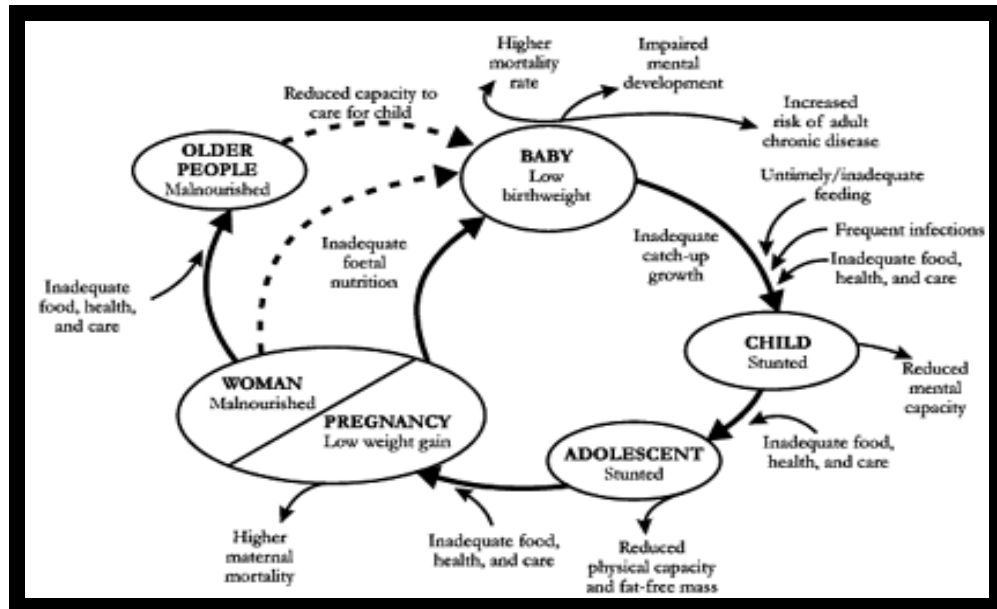 Higher
mortality
rate
Impaired
mental
development
Increased
risk of adult
chronic disease
Reduced capacity to
care for child
OLDER
PEOPLE
Malnourished
BABY
Low
birthweight
Untimely/inadequate
feeding
Frequent infections
Inadequate food,
health, and care
Inadequate
catch-up
growth
Inadequate
foetal
nutrition
Inadequate
food, health,
and care
CHILD
Stunted
Reduced
mental
capacity
WOMAN
Malnourished
PREGNANCY
Low weight gain
Inadequate food,
health, and care
ADOLESCENT
Stunted
Higher
maternal
mortality
Inadequate food,
health, and care
Reduced
physical capacity
and fat-free mass